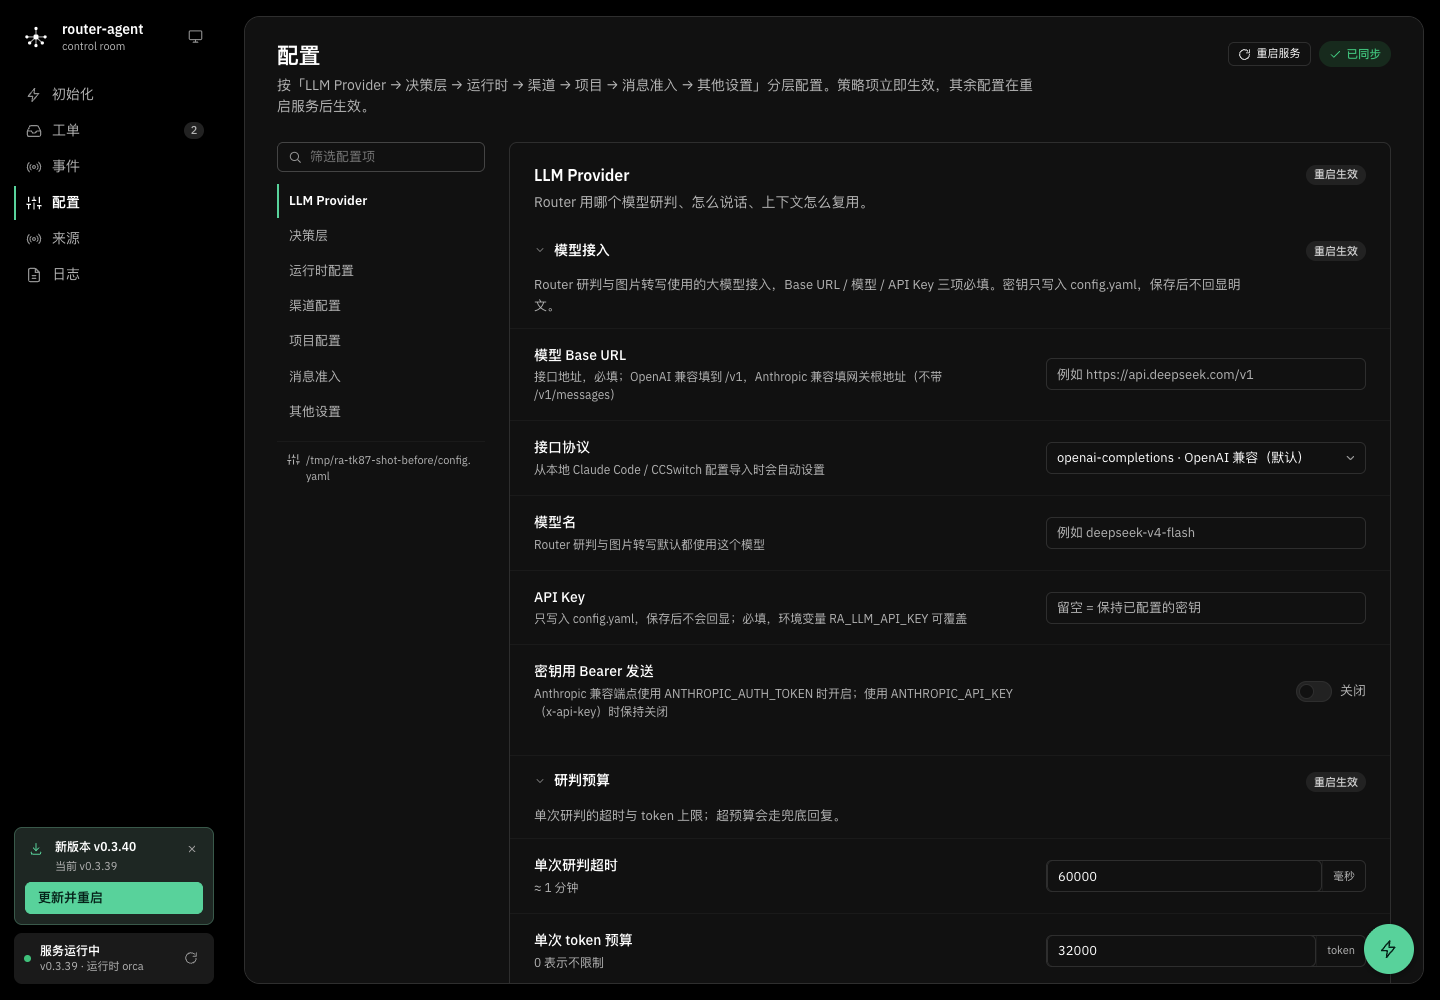 router-agent
control room
初始化
工单
2
事件
配置
来源
日志
新版本 v0.3.40
当前 v0.3.39
更新并重启
服务运行中
v0.3.39 · 运行时 orca
配置
按「LLM Provider → 决策层 → 运行时 → 渠道 → 项目 → 消息准入 → 其他设置」分层配置。策略项立即生效，其余配置在重
启服务后生效。
重启服务
已同步
筛选配置项
LLM Provider
决策层
运行时配置
渠道配置
项目配置
消息准入
其他设置
/tmp/ra-tk87-shot-before/config.
yaml
LLM Provider
重启生效
Router 用哪个模型研判、怎么说话、上下文怎么复用。
模型接入
重启生效
Router 研判与图片转写使用的大模型接入，Base URL / 模型 / API Key 三项必填。密钥只写入 config.yaml，保存后不回显明
文。
模型 Base URL
接口地址，必填；OpenAI 兼容填到 /v1，Anthropic 兼容填网关根地址（不带
/v1/messages）
例如 https://api.deepseek.com/v1
接口协议
从本地 Claude Code / CCSwitch 配置导入时会自动设置
openai-completions · OpenAI 兼容（默认）
模型名
Router 研判与图片转写默认都使用这个模型
例如 deepseek-v4-flash
API Key
只写入 config.yaml，保存后不会回显；必填，环境变量 RA_LLM_API_KEY 可覆盖
留空 = 保持已配置的密钥
密钥用 Bearer 发送
Anthropic 兼容端点使用 ANTHROPIC_AUTH_TOKEN 时开启；使用 ANTHROPIC_API_KEY
（x-api-key）时保持关闭
关闭
研判预算
重启生效
单次研判的超时与 token 上限；超预算会走兜底回复。
单次研判超时
≈ 1 分钟
60000
毫秒
单次 token 预算
0 表示不限制
32000
token